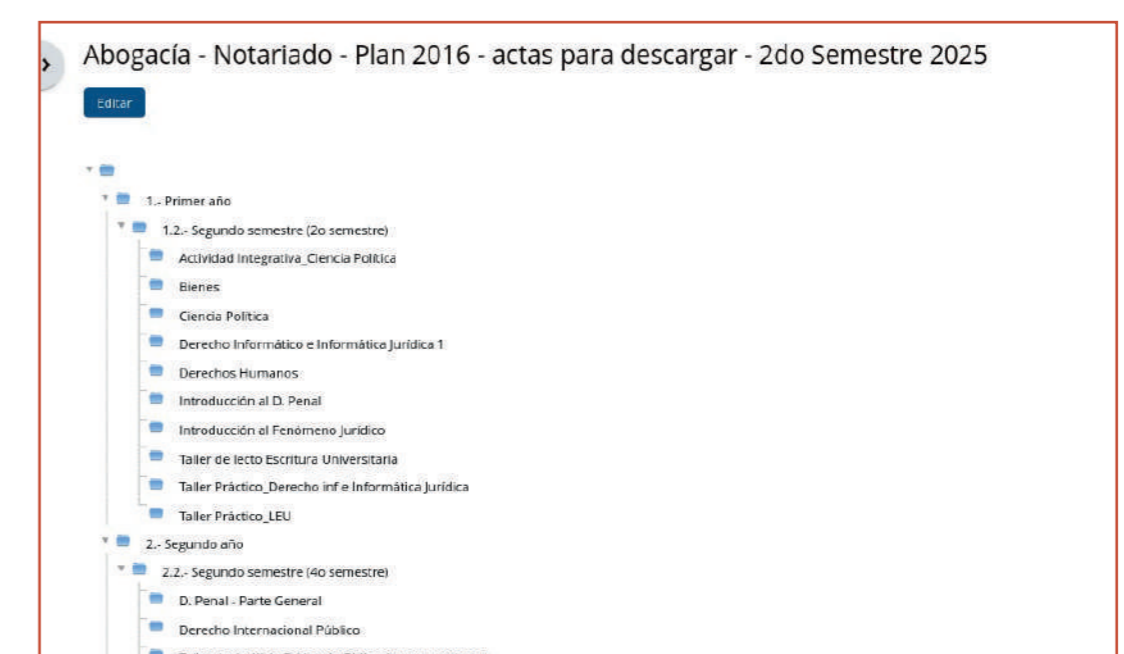 Abogacía - Notariado - Plan 2016 - actas para descargar - 2do Semestre 2025
Editar
1.- Primer año
1.2.- Segundo semestre (2o semestre)
Actividad Integrativa_Ciencia Política
Bienes
Ciencia Política
Derecho Informático e Informática Jurídica 1
Derechos Humanos
Introducción al D. Penal
Introducción al Fenómeno Jurídico
Taller de lecto Escritura Universitaria
Taller Práctico_Derecho inf e Informática Jurídica
Taller Práctico_LEU
2.- Segundo año
2.2.- Segundo semestre (4o semestre)
D. Penal - Parte General
Derecho Internacional Público